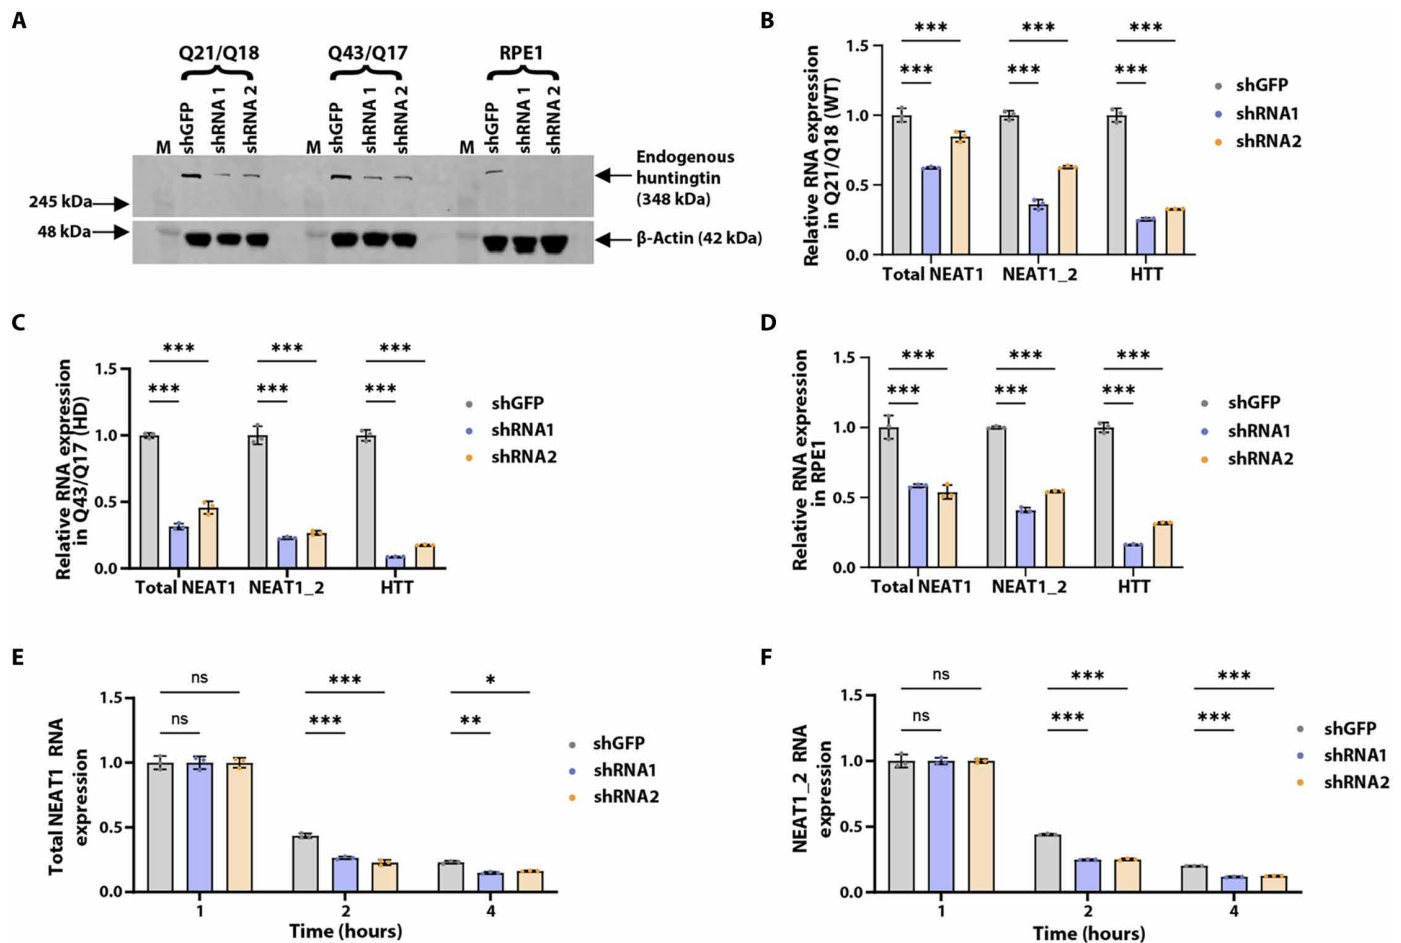 A
Q21/Q18 Q43/Q17 RPE1
M shGFP shRNA 1 shRNA 2 M shGFP shRNA 1 shRNA 2 M shGFP shRNA 1 shRNA 2
Endogenous
huntingtin
(348 kDa)
245 kDa
48 kDa
β-Actin (42 kDa)
B
Relative RNA expression
in Q21/Q18 (WT)
*** *** ***
*** *** ***
1.5
1.0
0.5
0.0
Total NEAT1 NEAT1_2 HTT
shGFP
shRNA1
shRNA2
C
Relative RNA expression
in Q43/Q17 (HD)
*** *** ***
*** *** ***
1.5
1.0
0.5
0.0
Total NEAT1 NEAT1_2 HTT
shGFP
shRNA1
shRNA2
D
Relative RNA expression
in RPE1
*** *** ***
*** *** ***
1.5
1.0
0.5
0.0
Total NEAT1 NEAT1_2 HTT
shGFP
shRNA1
shRNA2
E
Total NEAT1 RNA
expression
ns *** *
ns *** **
1.5
1.0
0.5
0.0
1 2 4
Time (hours)
shGFP
shRNA1
shRNA2
F
NEAT1_2 RNA
expression
ns *** ***
ns *** ***
1.5
1.0
0.5
0.0
1 2 4
Time (hours)
shGFP
shRNA1
shRNA2